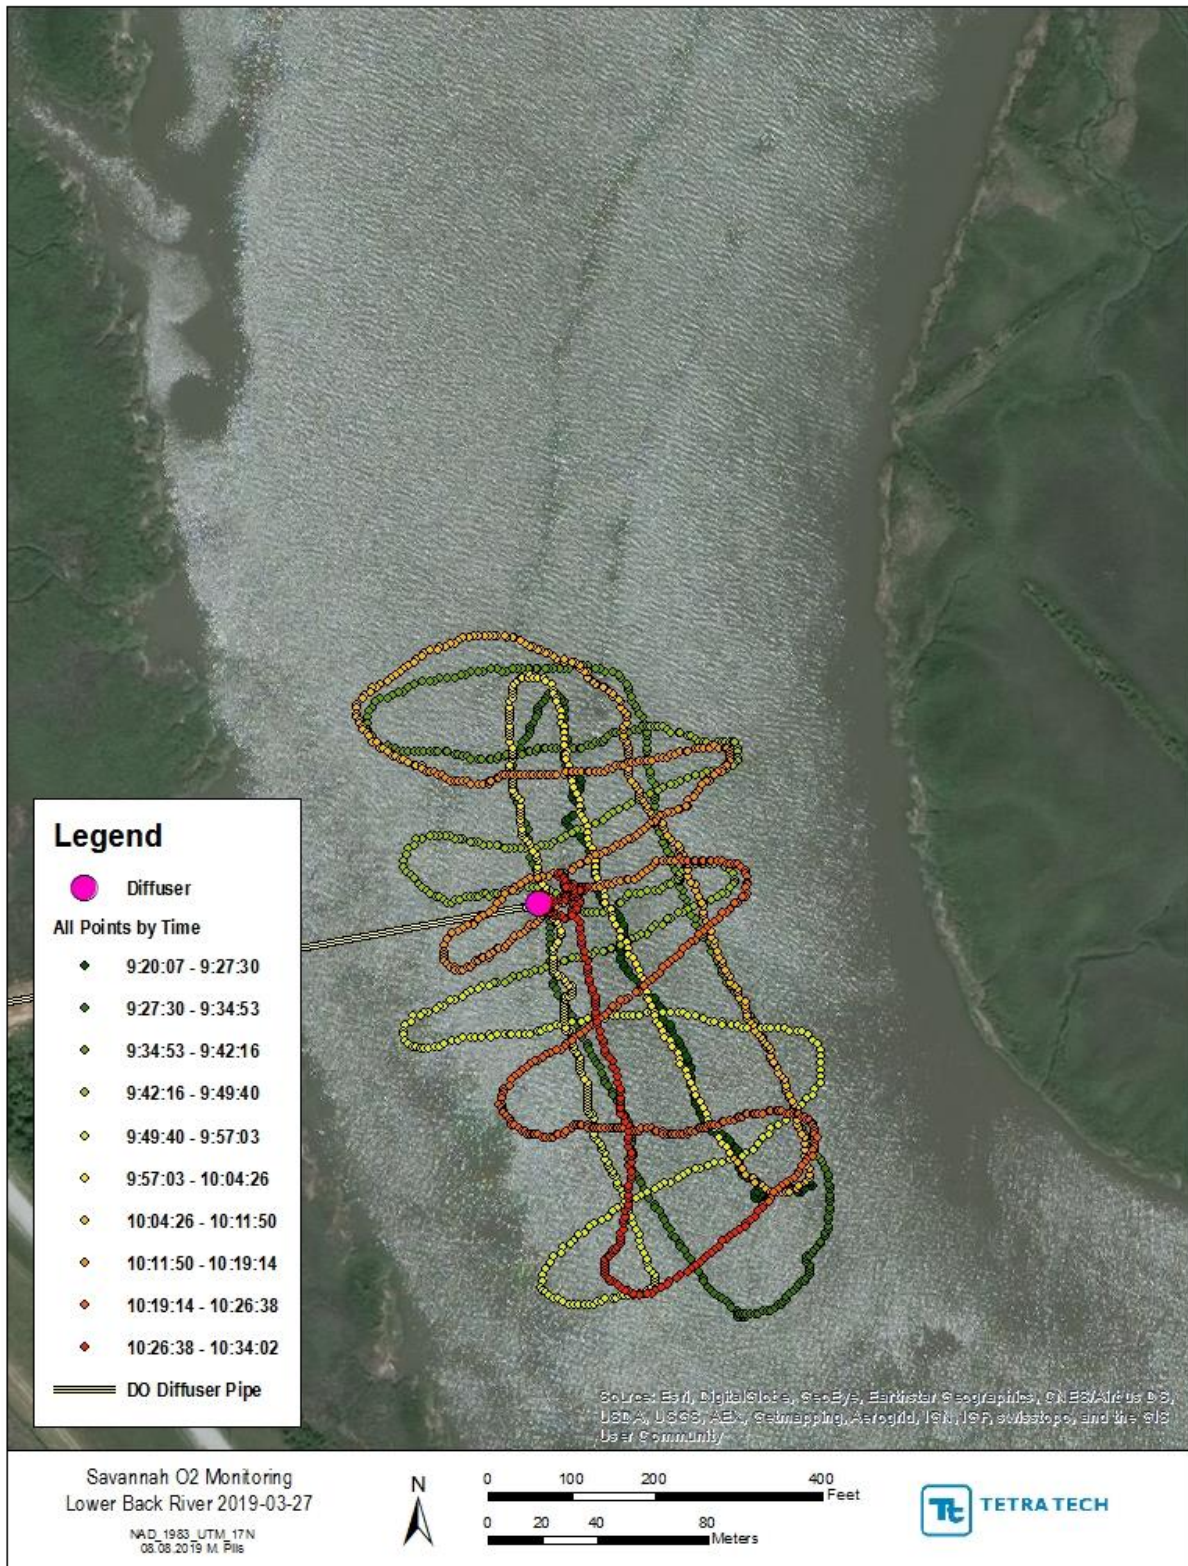 Legend
Diffuser
All Points by Time
9:20:07 - 9:27:30
9:27:30 - 9:34:53
9:34:53 - 9:42:16
9:42:16 - 9:49:40
9:49:40 - 9:57:03
9:57:03 - 10:04:26
10:04:26 - 10:11:50
10:11:50 - 10:19:14
10:19:14 - 10:26:38
10:26:38 - 10:34:02
DO Diffuser Pipe
Source: Esri, DigitalGlobe, GeoEye, Earthstar Geographics, CNES/Airbus DS,
USDA, USGS, AEX, Getmapping, Aerogrid, IGN, IGP, swisstopo, and the GIS
User Community
Savannah O2 Monitoring
Lower Back River 2019-03-27
NAD_1983_UTM_17N
08.08.2019 M. Pills
N
0 100 200 400
Feet
0 20 40 80
Meters
Tt TETRA TECH